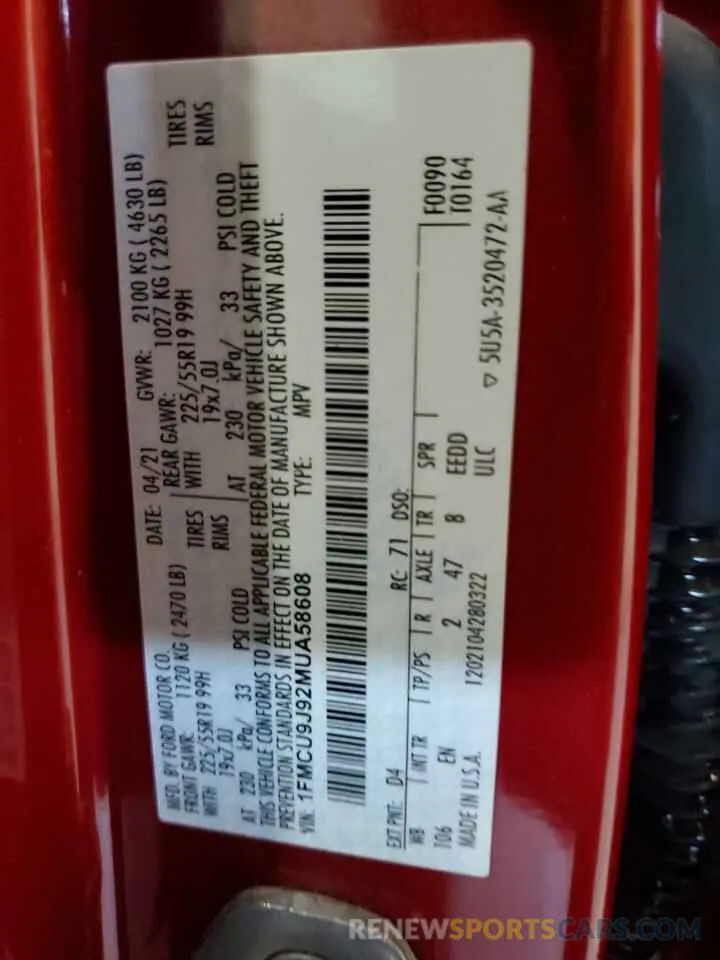 MFD. BY FORD MOTOR CO.
DATE: 04/21 GVWR: 2100 KG ( 4630 LB)
FRONT GAWR: 1120 KG ( 2470 LB) REAR GAWR: 1027 KG ( 2265 LB)
WITH 225/55R19 99H TIRES WITH 225/55R19 99H TIRES
19x7.0J RIMS 19x7.0J RIMS
AT 230 kPa/ 33 PSI COLD AT 230 kPa/ 33 PSI COLD
THIS VEHICLE CONFORMS TO ALL APPLICABLE FEDERAL MOTOR VEHICLE SAFETY AND THEFT
PREVENTION STANDARDS IN EFFECT ON THE DATE OF MANUFACTURE SHOWN ABOVE.
VIN: 1FMCU9J92MUA58608 TYPE: MPV
EXT PNT: D4 RC: 71 DSO: F0090
T0164
WB INT TR TP/PS R AXLE TR SPR
106 EN 2 47 8 EEDD
MADE IN U.S.A. 1202104280322 ULC
▽ 5U5A-3520472-AA
RENEWSPORTSCARS.COM